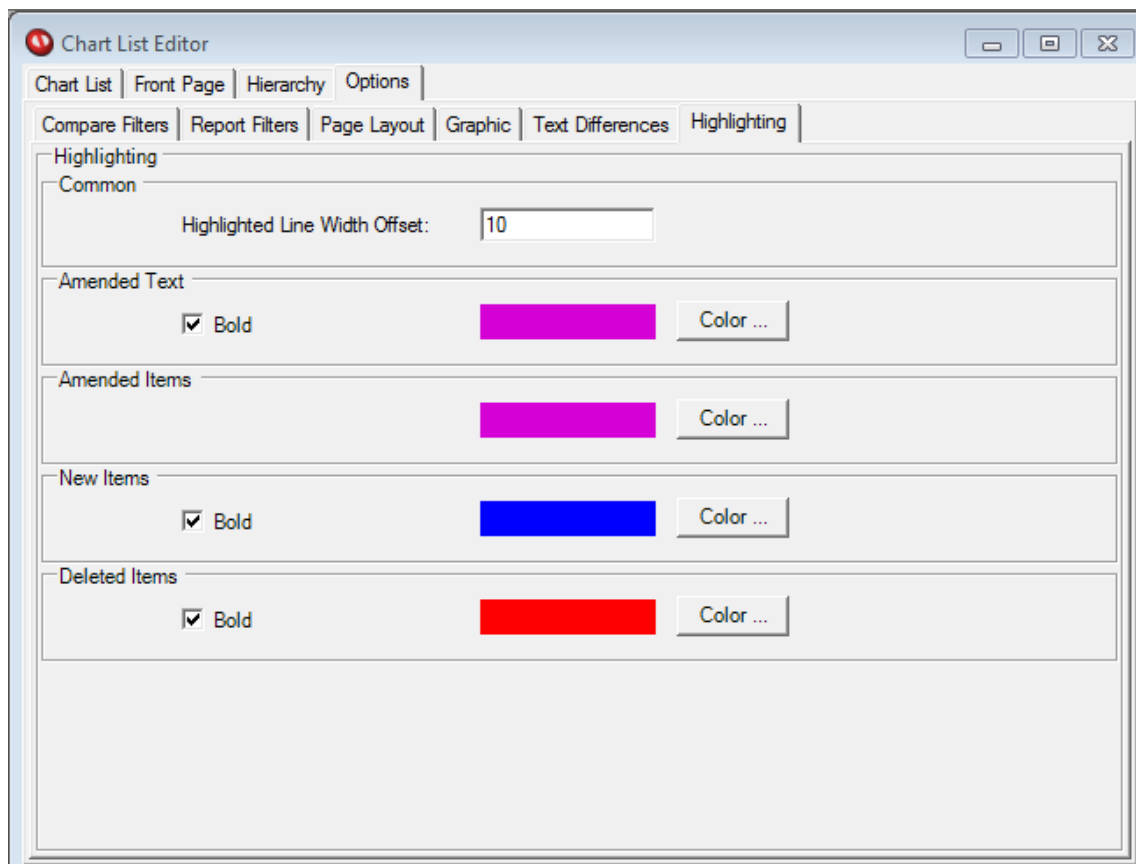 Chart List Editor
Chart List Front Page Hierarchy Options
Compare Filters Report Filters Page Layout Graphic Text Differences Highlighting
Highlighting
Common
Highlighted Line Width Offset: 10
Amended Text
Bold Color ...
Amended Items
Color ...
New Items
Bold Color ...
Deleted Items
Bold Color ...